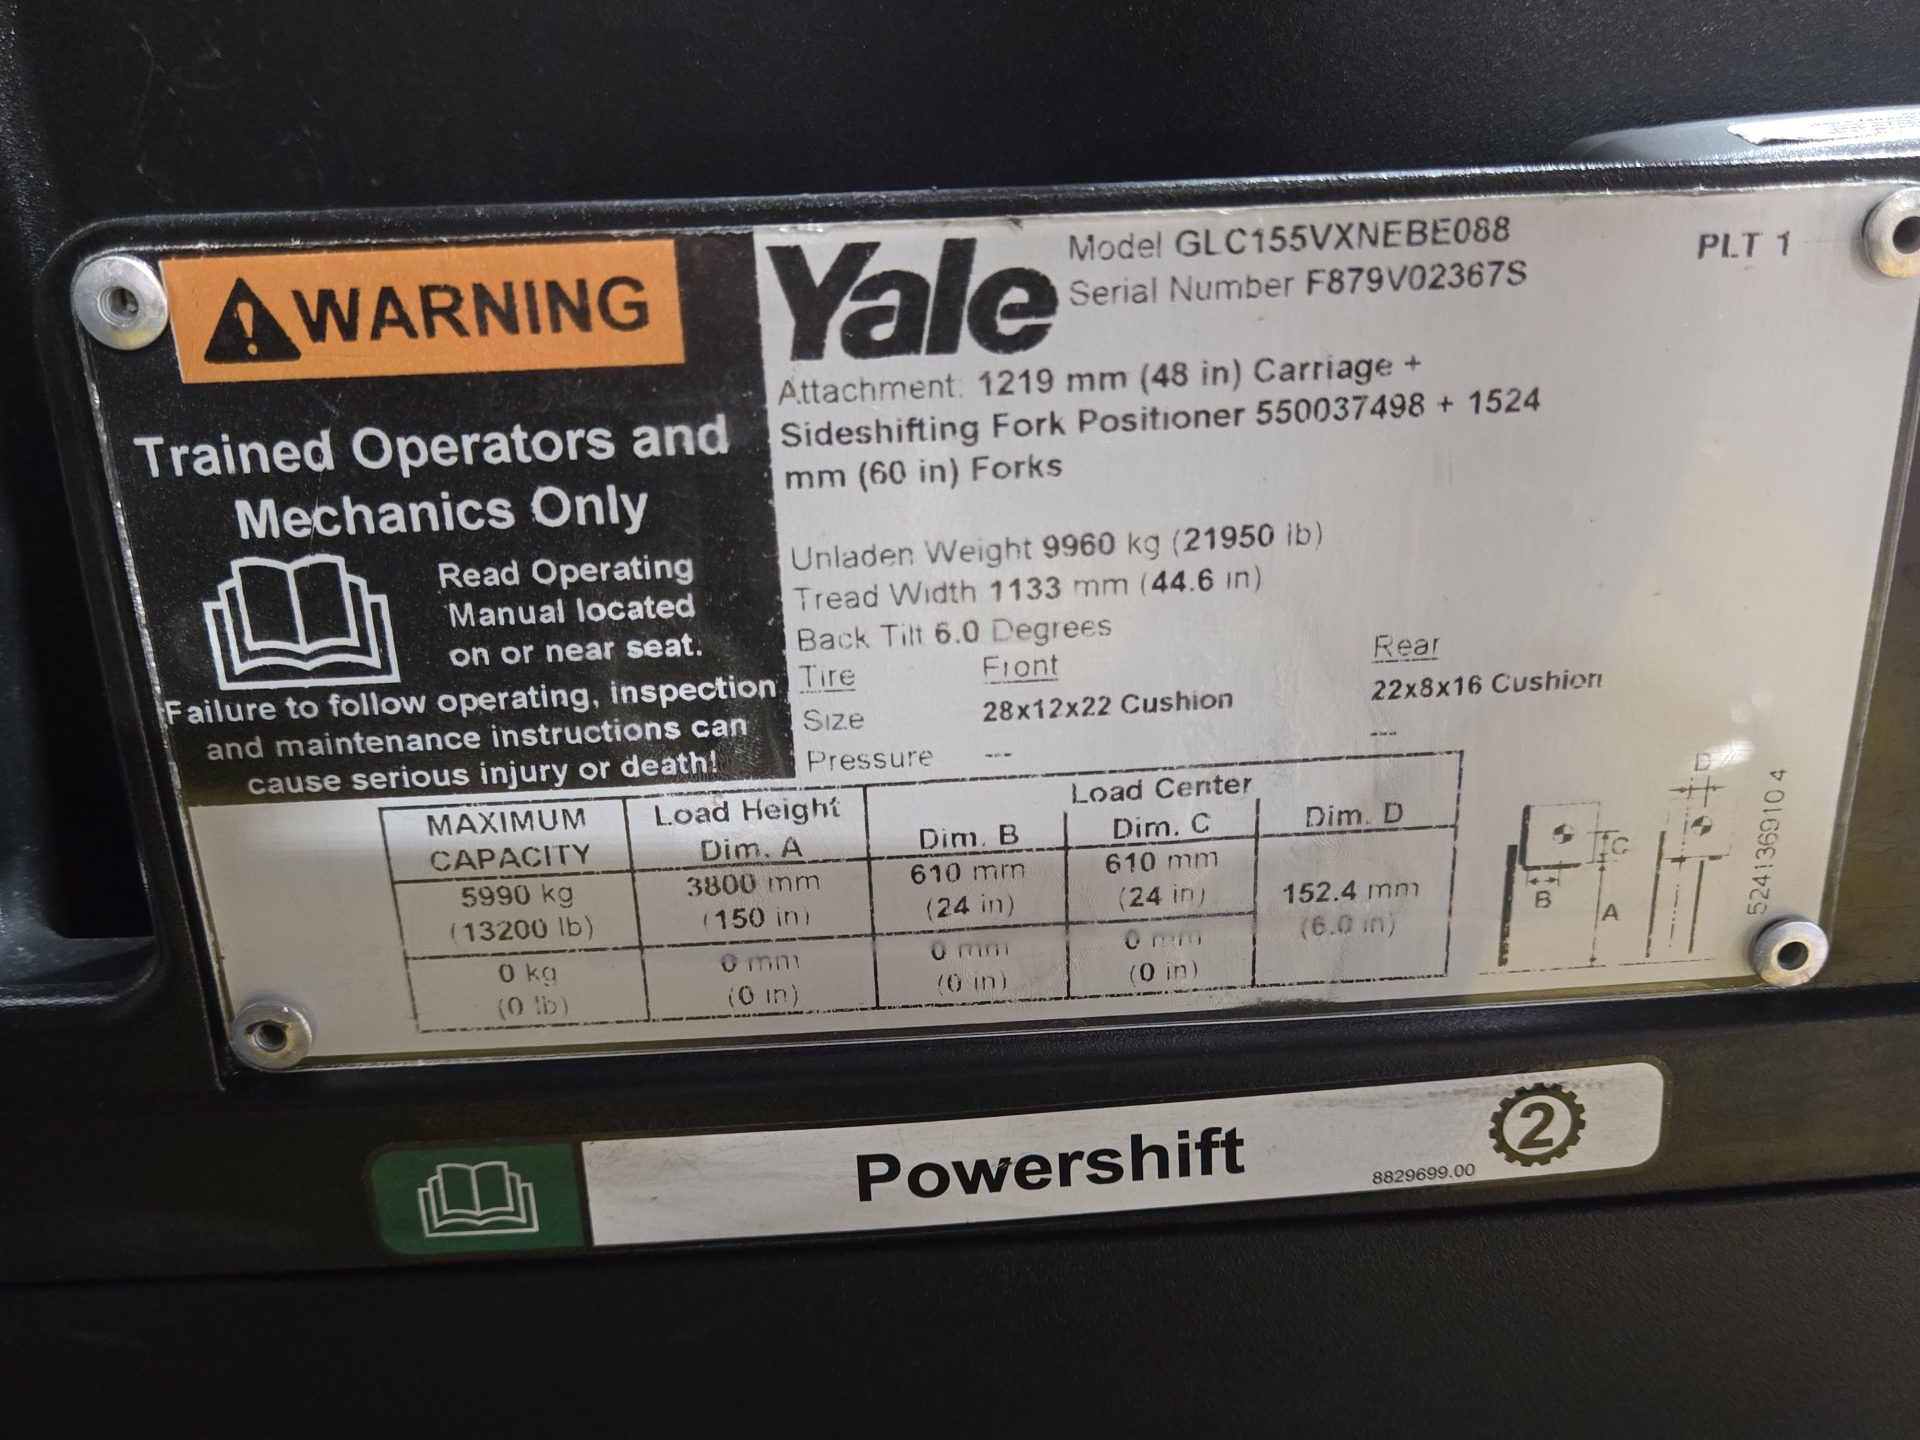 WARNING
Trained Operators and
Mechanics Only
Read Operating
Manual located
on or near seat.
Failure to follow operating, inspection
and maintenance instructions can
cause serious injury or death!
Yale
Model GLC155VXNEBE088
Serial Number F879V02367S
PLT 1
Attachment: 1219 mm (48 in) Carriage +
Sideshifting Fork Positioner 550037498 + 1524
mm (60 in) Forks
Unladen Weight 9960 kg (21950 lb)
Tread Width 1133 mm (44.6 in)
Back Tilt 6.0 Degrees
Tire Front Rear
Size 28x12x22 Cushion 22x8x16 Cushion
Pressure --- ---
MAXIMUM CAPACITY Load Height Dim. A Load Center Dim. B Dim. C Dim. D
5990 kg 3800 mm 610 mm 610 mm 152.4 mm
(13200 lb) (150 in) (24 in) (24 in) (6.0 in)
0 kg 0 mm 0 mm 0 mm
(0 lb) (0 in) (0 in) (0 in)
B
A
C
D
524136910 4
Powershift
8829699.00
2